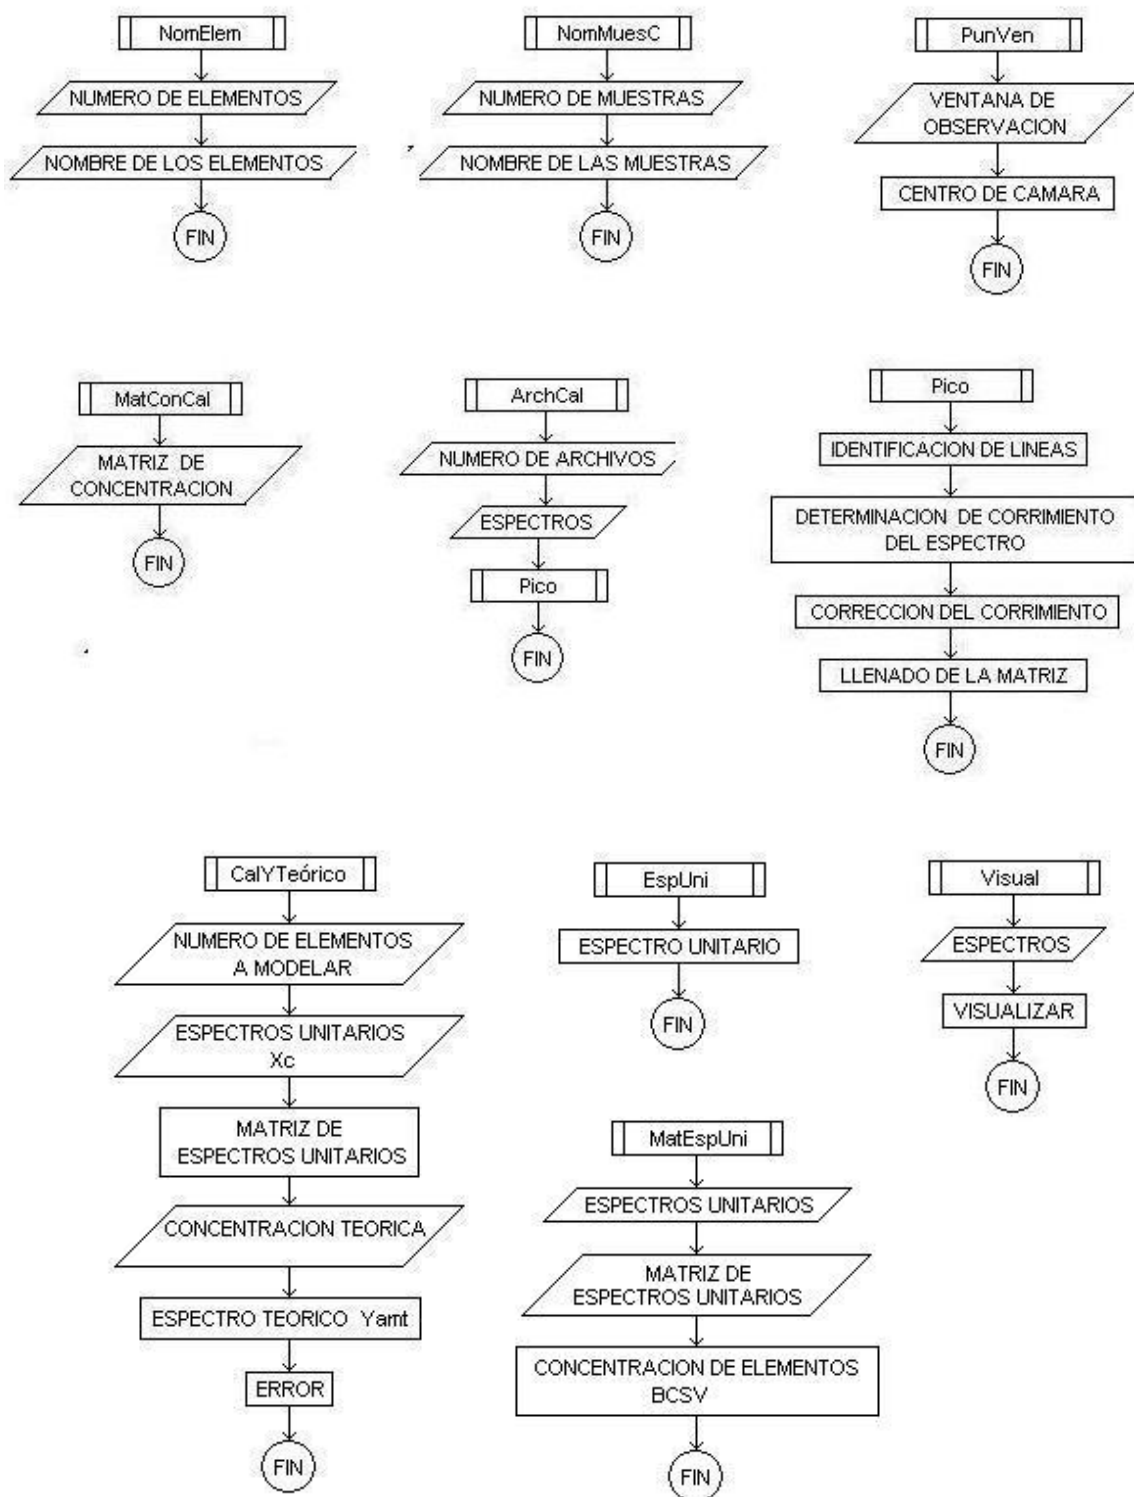 NomElem
NUMERO DE ELEMENTOS
NOMBRE DE LOS ELEMENTOS
FIN
NomMuesC
NUMERO DE MUESTRAS
NOMBRE DE LAS MUESTRAS
FIN
PunVen
VENTANA DE
OBSERVACION
CENTRO DE CAMARA
FIN
MatConCal
MATRIZ DE
CONCENTRACION
FIN
ArchCal
NUMERO DE ARCHIVOS
ESPECTROS
Pico
FIN
Pico
IDENTIFICACION DE LINEAS
DETERMINACION DE CORRIMIENTO
DEL ESPECTRO
CORRECCION DEL CORRIMIENTO
LLENADO DE LA MATRIZ
FIN
CalYTeórico
NUMERO DE ELEMENTOS
A MODELAR
ESPECTROS UNITARIOS
Xc
MATRIZ DE
ESPECTROS UNITARIOS
CONCENTRACION TEORICA
ESPECTRO TEORICO Yamt
ERROR
FIN
EspUni
ESPECTRO UNITARIO
FIN
Visual
ESPECTROS
VISUALIZAR
FIN
MatEspUni
ESPECTROS UNITARIOS
MATRIZ DE
ESPECTROS UNITARIOS
CONCENTRACION DE ELEMENTOS
BCSV
FIN